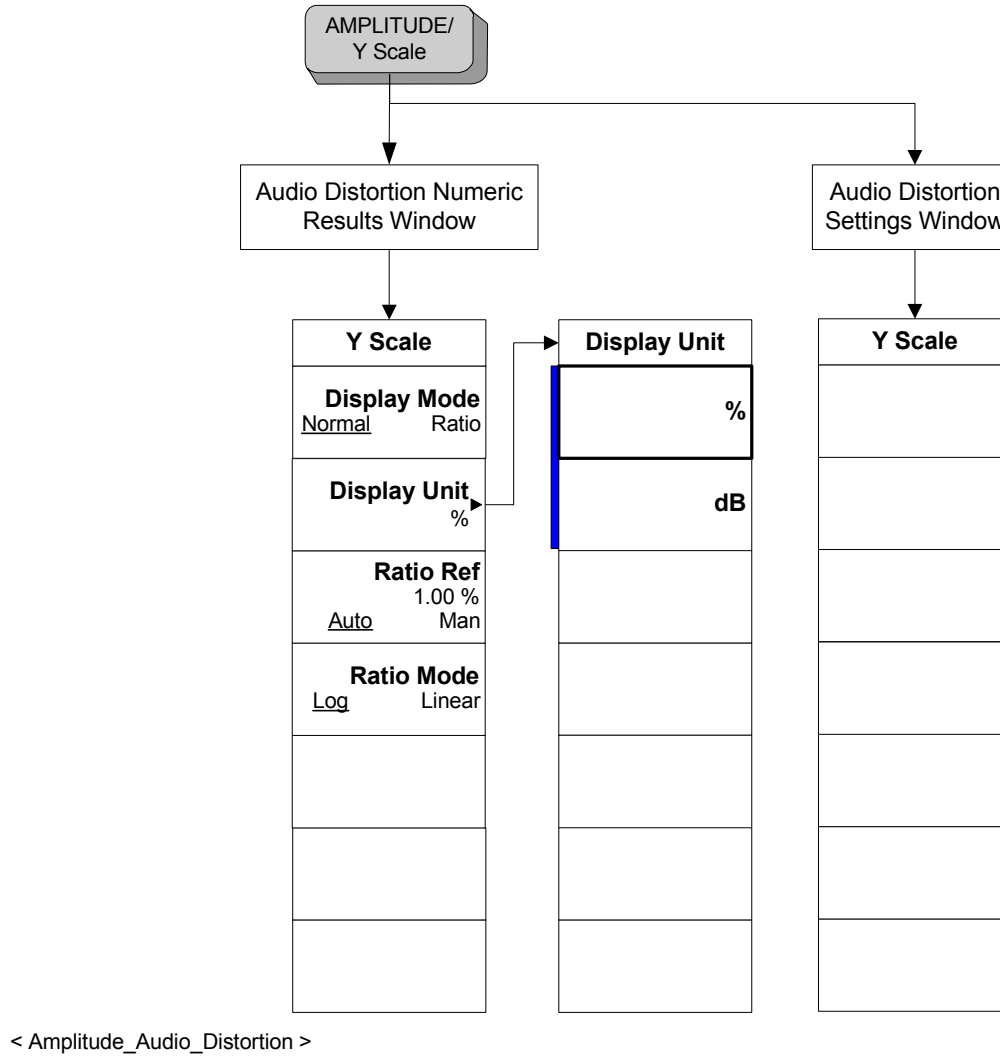 AMPLITUDE/
Y Scale
Audio Distortion Numeric
Results Window
Audio Distortion
Settings Window
Y Scale
Display Mode
Normal Ratio
Display Unit
%
Ratio Ref
1.00 %
Auto Man
Ratio Mode
Log Linear
Display Unit
%
dB
Y Scale
< Amplitude_Audio_Distortion >